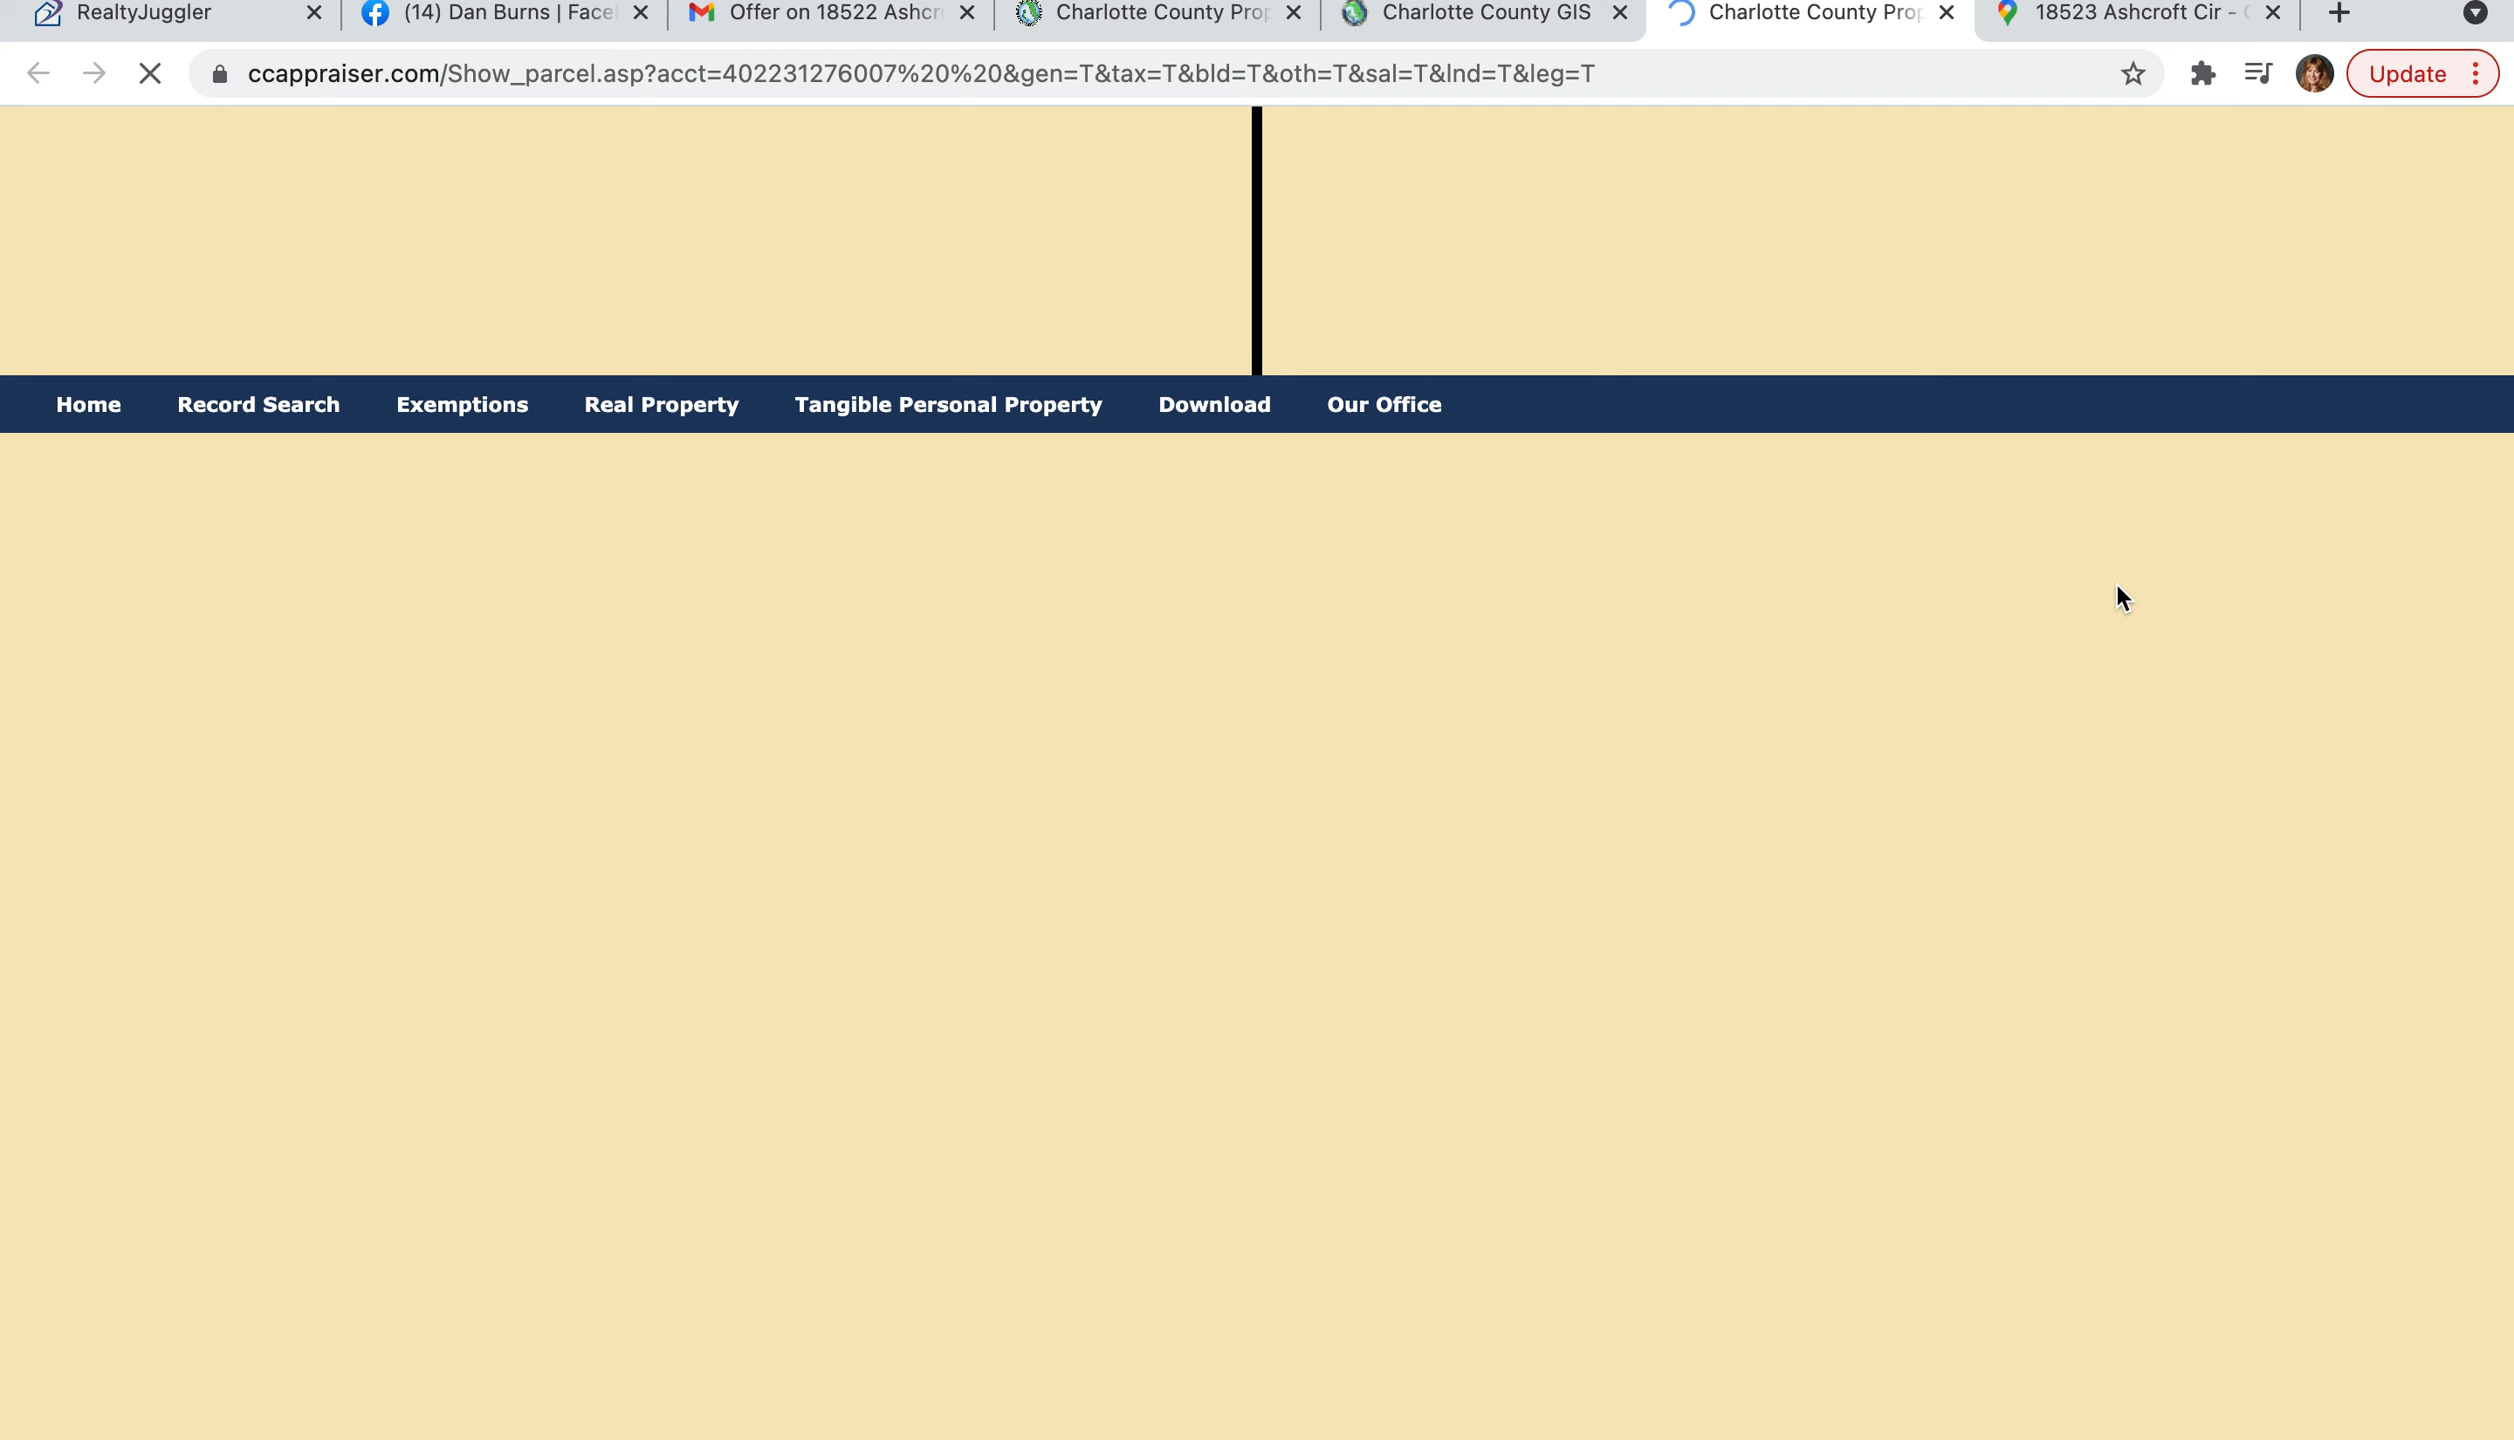 RealtyJuggler (14) Dan Burns | Face Offer on 18522 Ashcr Charlotte County Prop Charlotte County GIS Charlotte County Prop 18523 Ashcroft Cir -
ccappraiser.com/Show_parcel.asp?acct=402231276007%20%20&gen=T&tax=T&bld=T&oth=T&sal=T&lnd=T&leg=T Update
Home Record Search Exemptions Real Property Tangible Personal Property Download Our Office